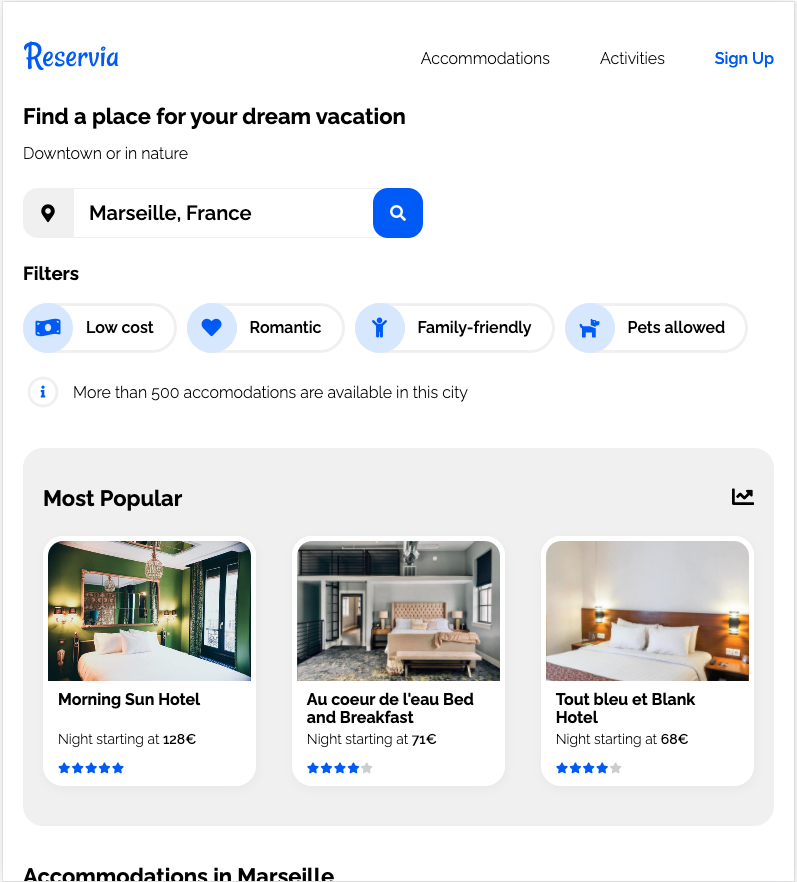 Reservia
Accommodations
Activities
Sign Up
Find a place for your dream vacation
Downtown or in nature
Marseille, France
Filters
Low cost
Romantic
Family-friendly
Pets allowed
More than 500 accomodations are available in this city
Most Popular
Morning Sun Hotel
Night starting at 128€
Au coeur de l'eau Bed
and Breakfast
Night starting at 71€
Tout bleu et Blank
Hotel
Night starting at 68€
Accommodations in Marseille